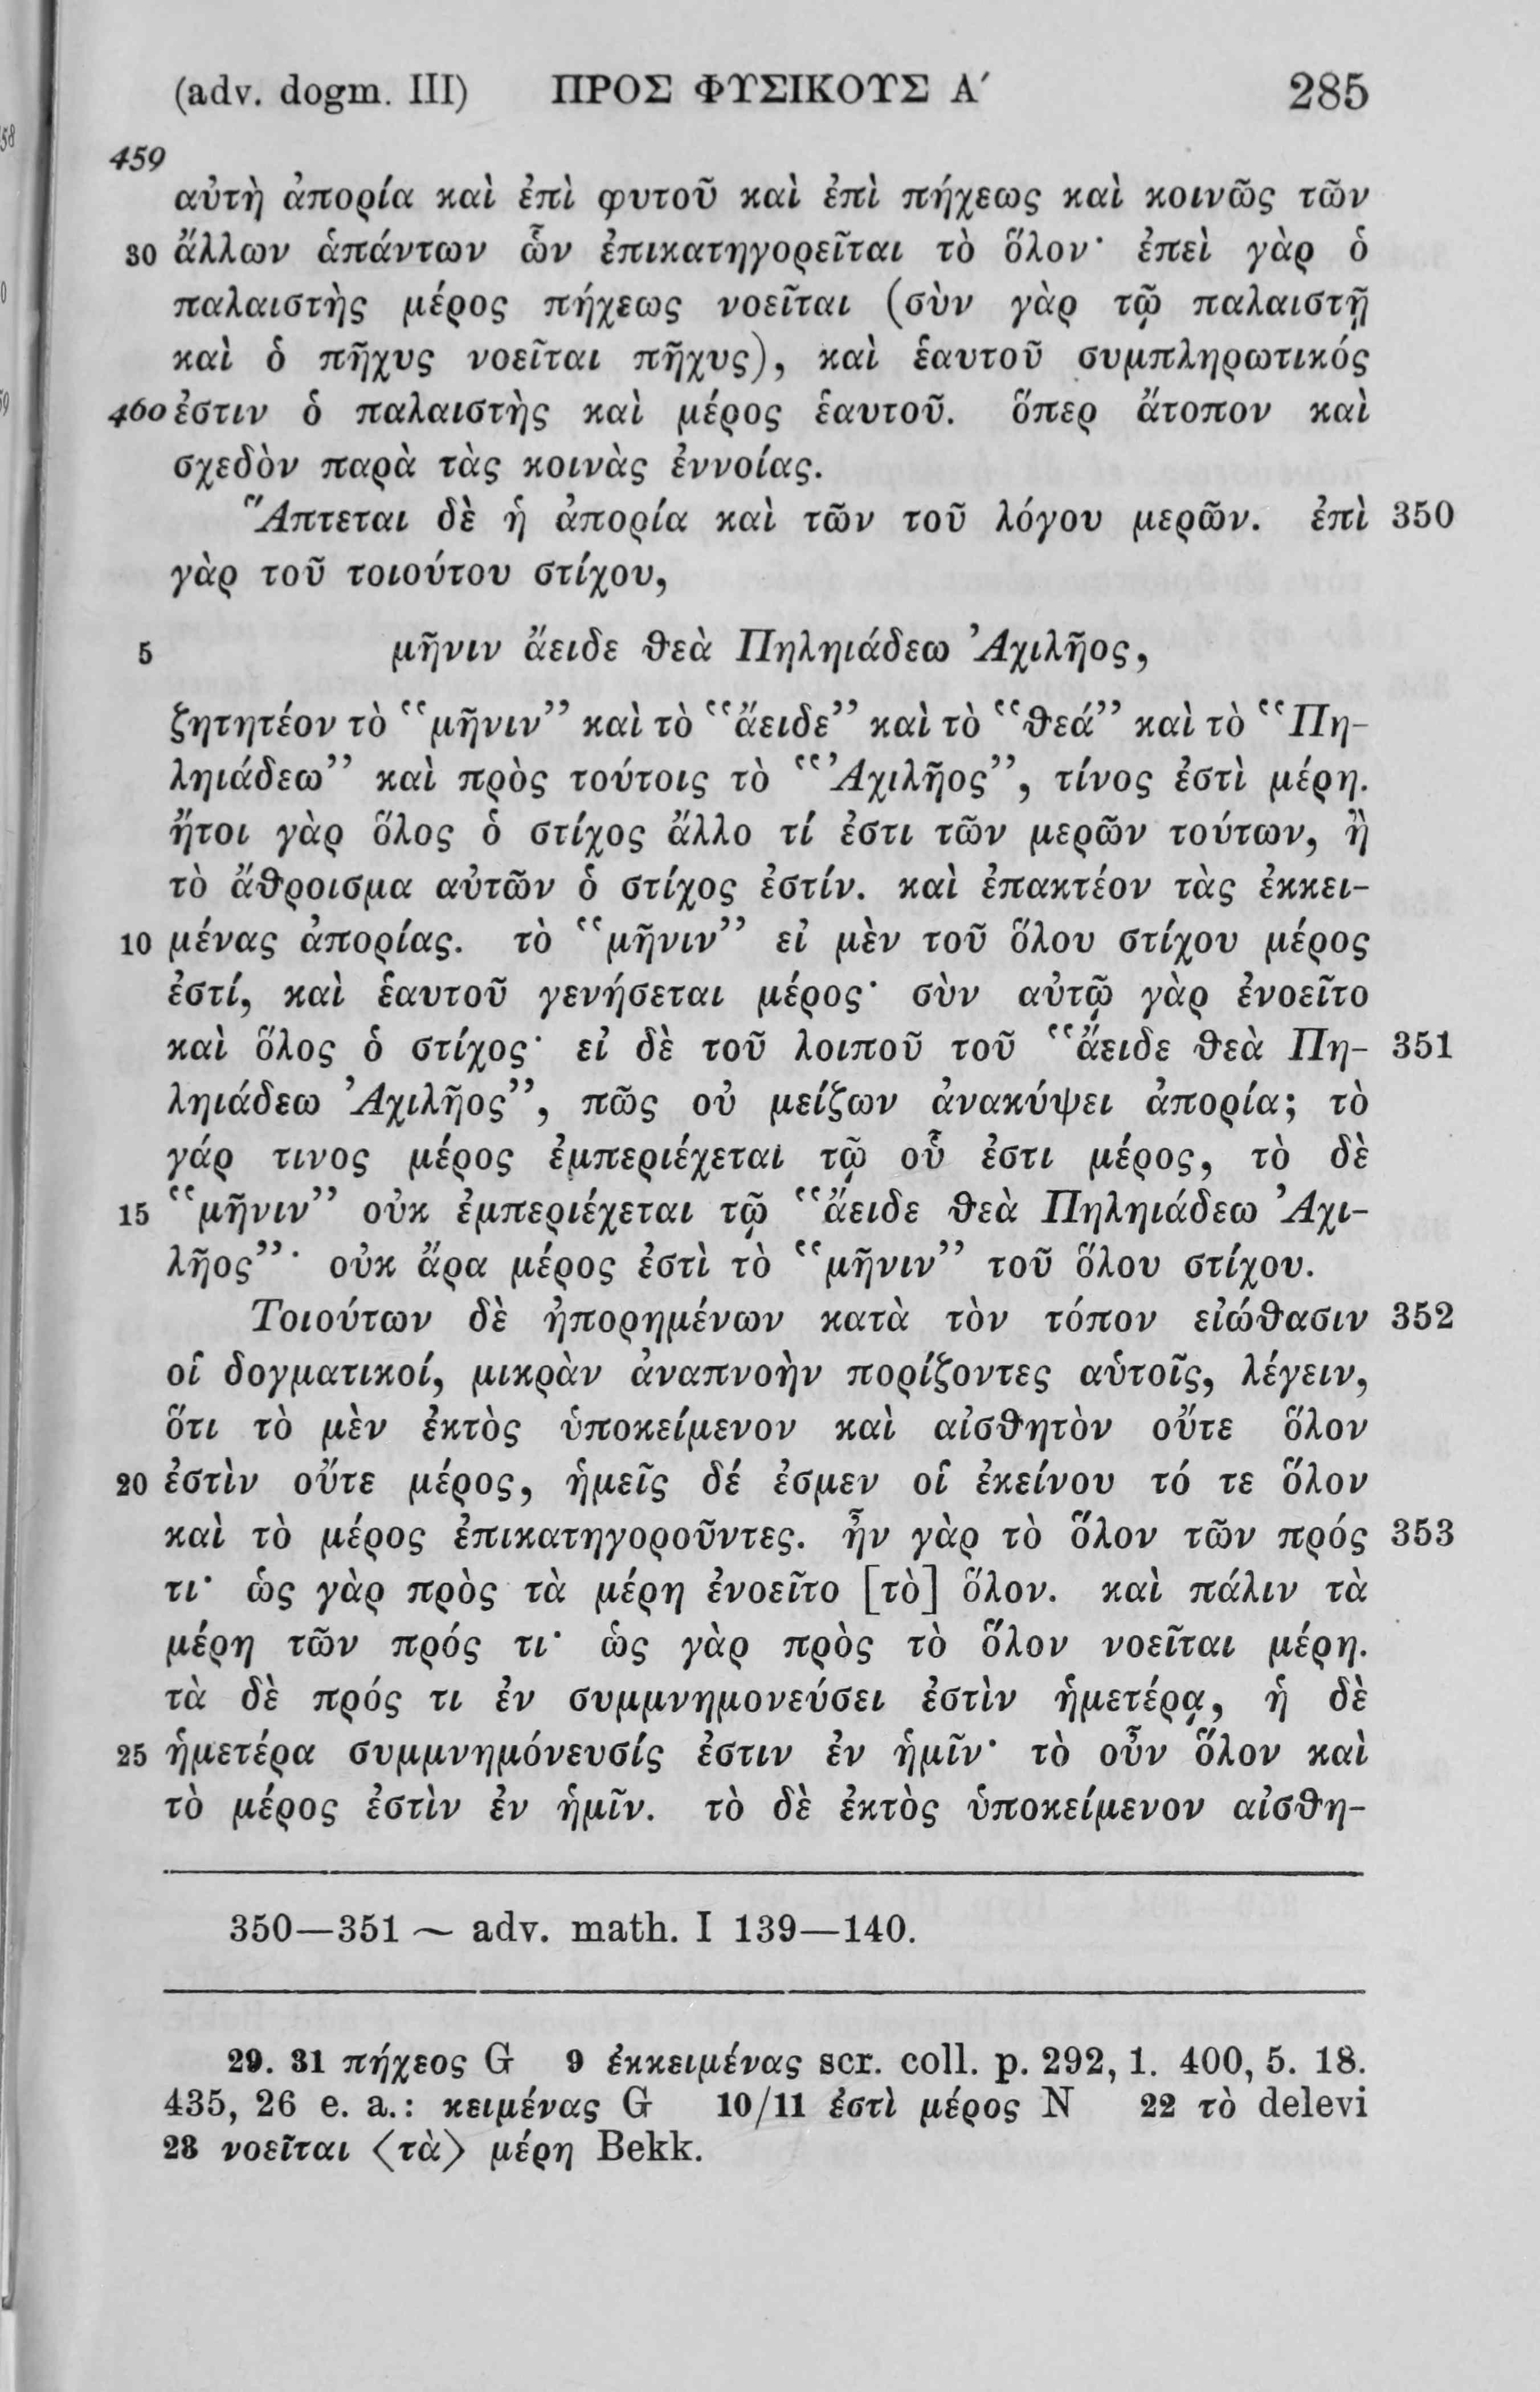 (adv. dogm. III) ΠΡΟΣ ΦΥΣΙΚΟΥΣ Α′ 285
459
αὐτὴ ἀπορία καὶ ἐπὶ φυτοῦ καὶ ἐπὶ πήχεως καὶ κοινῶς τῶν
30 ἄλλων ἁπάντων ὧν ἐπικατηγορεῖται τὸ ὅλον· ἐπεὶ γὰρ ὁ
παλαιστὴς μέρος πήχεως νοεῖται (σὺν γὰρ τῷ παλαιστῇ
καὶ ὁ πῆχυς νοεῖται πῆχυς), καὶ ἑαυτοῦ συμπληρωτικός
460 ἐστιν ὁ παλαιστὴς καὶ μέρος ἑαυτοῦ. ὅπερ ἄτοπον καὶ
σχεδὸν παρὰ τὰς κοινὰς ἐννοίας.
Ἅπτεται δὲ ἡ ἀπορία καὶ τῶν τοῦ λόγου μερῶν. ἐπὶ 350
γὰρ τοῦ τοιούτου στίχου,
5 μῆνιν ἄειδε θεὰ Πηληιάδεω Ἀχιλῆος,
ζητητέον τὸ “μῆνιν” καὶ τὸ “ἄειδε” καὶ τὸ “θεά” καὶ τὸ “Πη-
ληιάδεω” καὶ πρὸς τούτοις τὸ “Ἀχιλῆος”, τίνος ἐστὶ μέρη.
ἤτοι γὰρ ὅλος ὁ στίχος ἄλλο τί ἐστι τῶν μερῶν τούτων, ἢ
τὸ ἄθροισμα αὐτῶν ὁ στίχος ἐστίν. καὶ ἐπακτέον τὰς ἐκκει-
10 μένας ἀπορίας. τὸ “μῆνιν” εἰ μὲν τοῦ ὅλου στίχου μέρος
ἐστί, καὶ ἑαυτοῦ γενήσεται μέρος· σὺν αὐτῷ γὰρ ἐνοεῖτο
καὶ ὅλος ὁ στίχος· εἰ δὲ τοῦ λοιποῦ τοῦ “ἄειδε θεὰ Πη- 351
ληιάδεω Ἀχιλῆος”, πῶς οὐ μείζων ἀνακύψει ἀπορία; τὸ
γάρ τινος μέρος ἐμπεριέχεται τῷ οὗ ἐστι μέρος, τὸ δὲ
15 “μῆνιν” οὐκ ἐμπεριέχεται τῷ “ἄειδε θεὰ Πηληιάδεω Ἀχι-
λῆος”· οὐκ ἄρα μέρος ἐστὶ τὸ “μῆνιν” τοῦ ὅλου στίχου.
Τοιούτων δὲ ἠπορημένων κατὰ τὸν τόπον εἰώθασιν 352
οἱ δογματικοί, μικρὰν ἀναπνοὴν πορίζοντες αὑτοῖς, λέγειν,
ὅτι τὸ μὲν ἐκτὸς ὑποκείμενον καὶ αἰσθητὸν οὔτε ὅλον
20 ἐστὶν οὔτε μέρος, ἡμεῖς δέ ἐσμεν οἱ ἐκείνου τό τε ὅλον
καὶ τὸ μέρος ἐπικατηγοροῦντες. ἦν γὰρ τὸ ὅλον τῶν πρός 353
τι· ὡς γὰρ πρὸς τὰ μέρη ἐνοεῖτο [τὸ] ὅλον. καὶ πάλιν τὰ
μέρη τῶν πρός τι· ὡς γὰρ πρὸς τὸ ὅλον νοεῖται μέρη.
τὰ δὲ πρός τι ἐν συμμνημονεύσει ἐστὶν ἡμετέρᾳ, ἡ δὲ
25 ἡμετέρα συμμνημόνευσίς ἐστιν ἐν ἡμῖν· τὸ οὖν ὅλον καὶ
τὸ μέρος ἐστὶν ἐν ἡμῖν. τὸ δὲ ἐκτὸς ὑποκείμενον αἰσθη-
350—351 ~ adv. math. I 139—140.
29. 31 πήχεος G 9 ἐκκειμένας scr. coll. p. 292, 1. 400, 5. 18.
435, 26 e. a.: κειμένας G 10/11 ἐστὶ μέρος N 22 τὸ delevi
23 νοεῖται ⟨τὰ⟩ μέρη Bekk.